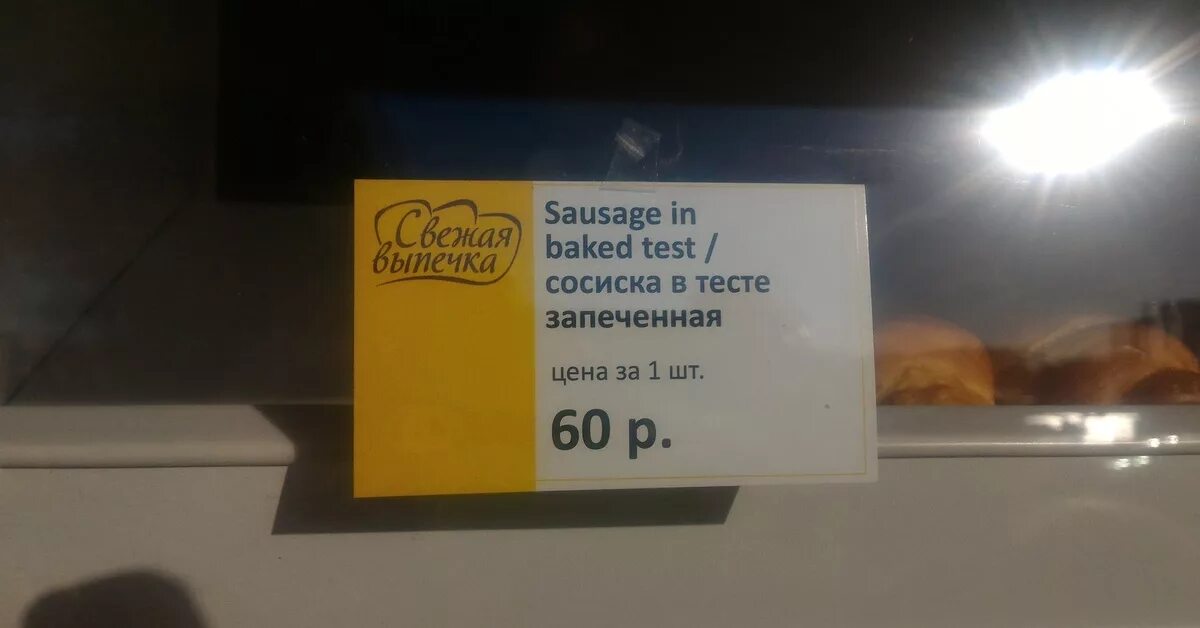 Свежая
выпечка
Sausage in
baked test /
сосиска в тесте
запеченная
цена за 1 шт.
60 р.